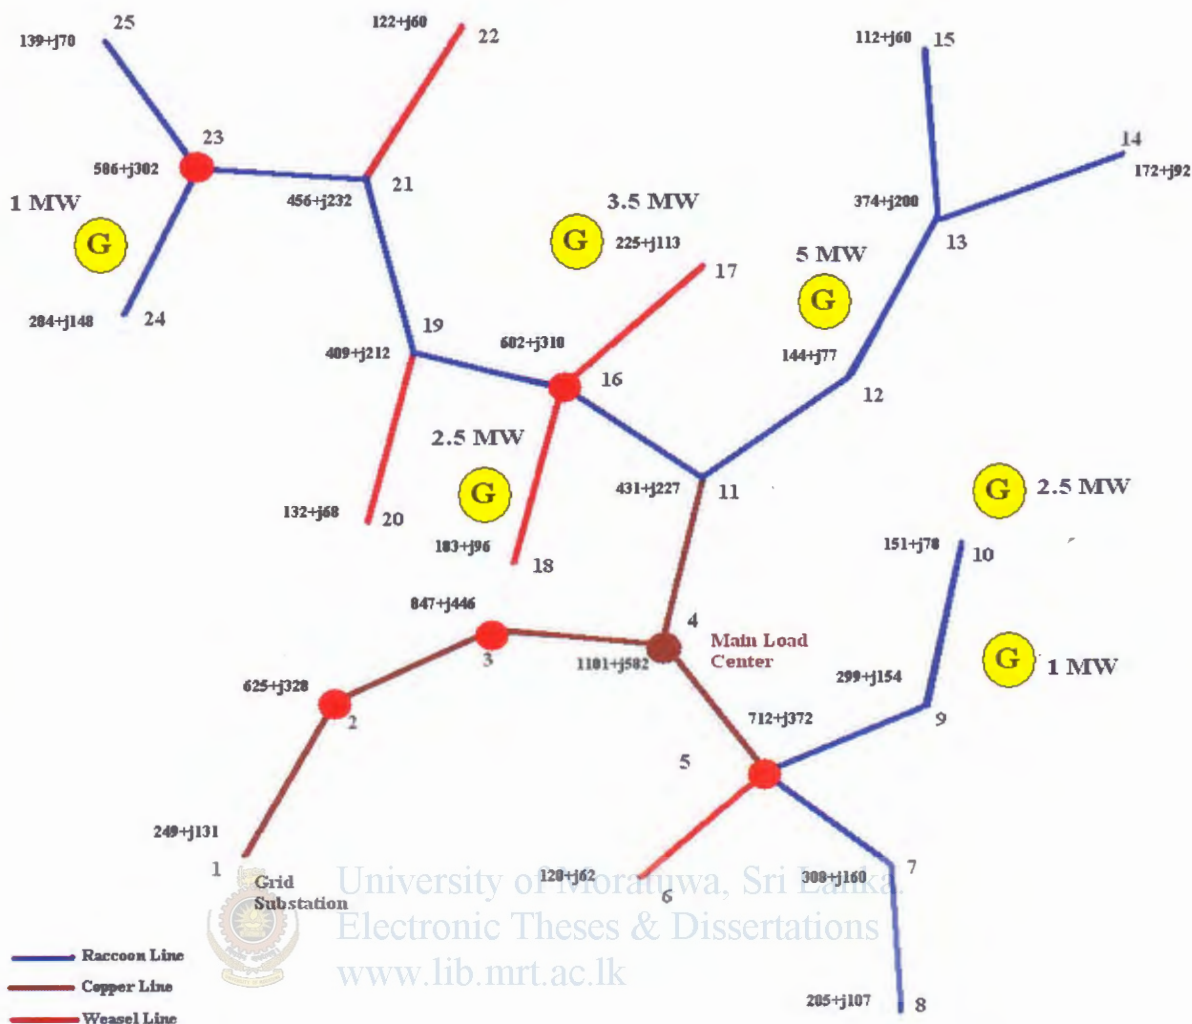 25
139+j70
122+j60
22
112+j60
15
23
586+j302
14
172+j92
1 MW
456+j232
21
3.5 MW
374+j200
G
G
225+j113
13
5 MW
17
G
24
204+j148
19
602+j310
409+j212
16
144+j77
12
2.5 MW
G
431+j227
11
G
2.5 MW
132+j68
20
183+j96
18
151+j78
10
847+j446
4
Main Load
Center
3
1101+j582
G
1 MW
625+j328
299+j154
2
712+j372
9
5
249+j131
1
7
128+j62
308+j160
6
Grid
Substation
University of Moratuwa, Sri Lanka.
Electronic Theses & Dissertations
www.lib.mrt.ac.lk
Raccoon Line
Copper Line
Weasel Line
205+j107
8